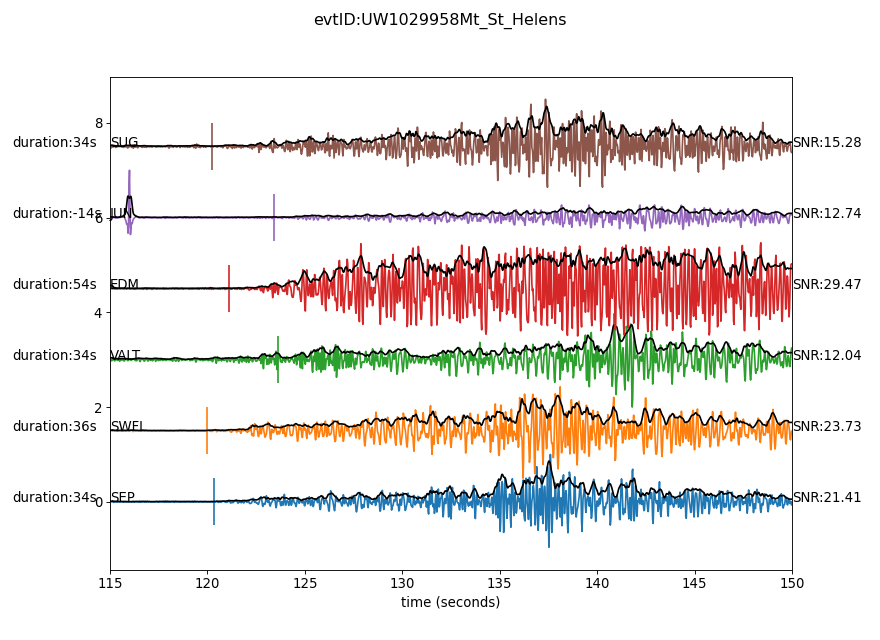 evtID:UW1029958Mt_St_Helens
8
duration:34s SUG SNR:15.28
duration:-14s JUN SNR:12.74
6
duration:54s EDM SNR:29.47
4
duration:34s VALT SNR:12.04
2
duration:36s SWFL SNR:23.73
duration:34s SEP SNR:21.41
0
115 120 125 130 135 140 145 150
time (seconds)